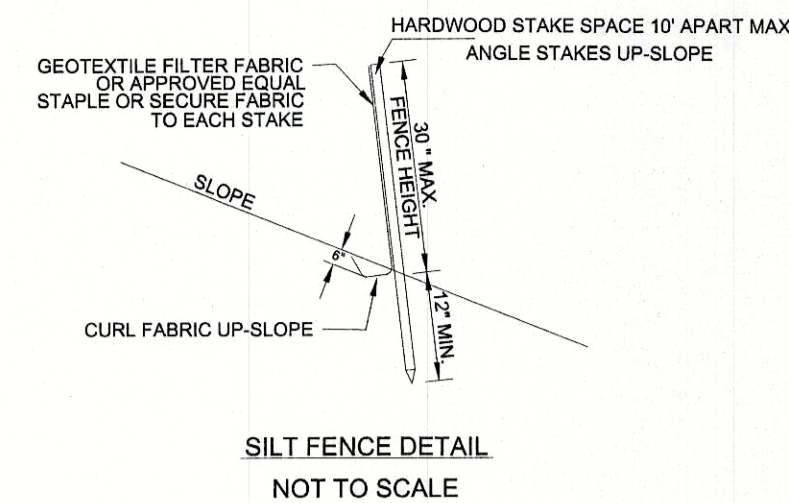 HARDWOOD STAKE SPACE 10' APART MAX
ANGLE STAKES UP-SLOPE
GEOTEXTILE FILTER FABRIC
OR APPROVED EQUAL
STAPLE OR SECURE FABRIC
TO EACH STAKE
30 " MAX.
FENCE HEIGHT
SLOPE
6"
12" MIN.
CURL FABRIC UP-SLOPE
SILT FENCE DETAIL
NOT TO SCALE